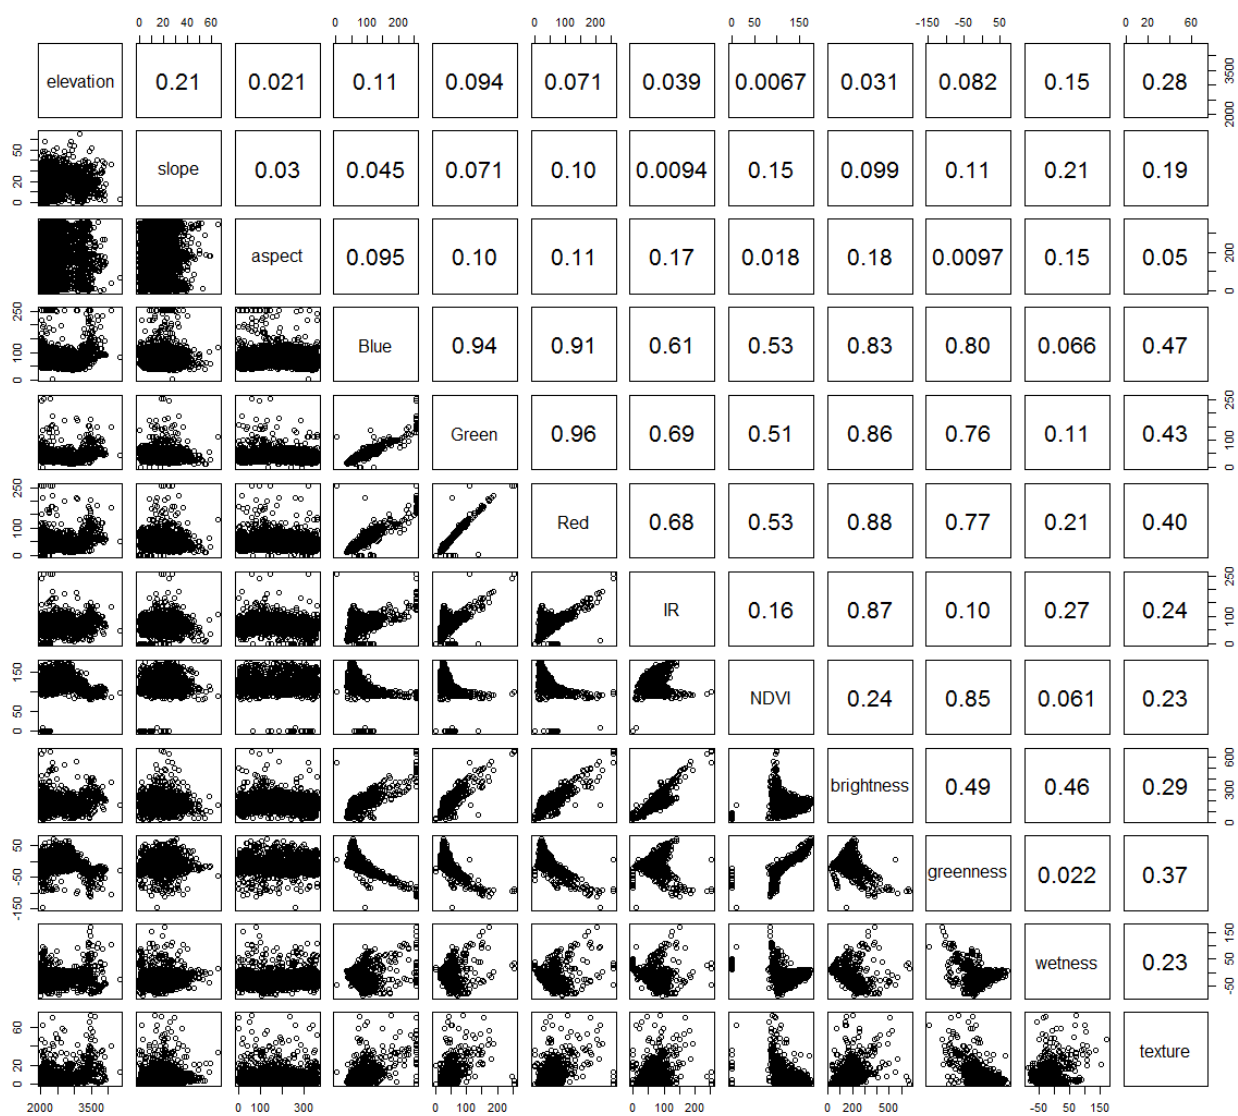 0 20 40 60 0 100 200 0 100 200 0 150 -150 -50 50 0 20 60
elevation 0.21 0.021 0.11 0.094 0.071 0.039 0.0067 0.031 0.082 0.15 0.28 2000 3500
0 20 50 slope 0.03 0.045 0.071 0.10 0.0094 0.15 0.099 0.11 0.21 0.19
aspect 0.095 0.10 0.11 0.17 0.018 0.18 0.0097 0.15 0.05 0 200
0 100 250 Blue 0.94 0.91 0.61 0.53 0.83 0.80 0.066 0.47
Green 0.96 0.69 0.51 0.86 0.76 0.11 0.43 0 100 250
0 100 250 Red 0.68 0.53 0.88 0.77 0.21 0.40
IR 0.16 0.87 0.10 0.27 0.24 0 100 250
0 50 150 NDVI 0.24 0.85 0.061 0.23
brightness 0.49 0.46 0.29 0 300 600
-150 -50 50 greenness 0.022 0.37
wetness 0.23 -50 50 150
0 20 60 texture
2000 3500 0 100 300 0 100 200 0 100 200 0 200 500 -50 50 150